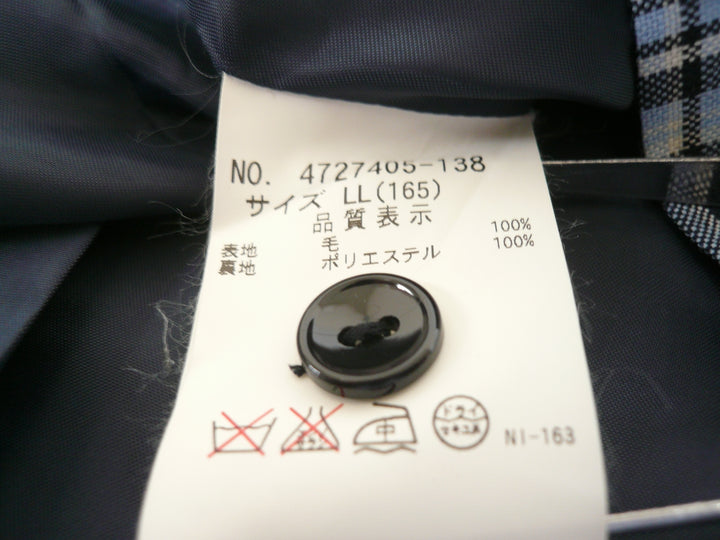 NO. 4727405-138
サイズ LL(165)
品質表示
表地 毛 100%
裏地 ポリエステル 100%
中
ドライ
NI-163